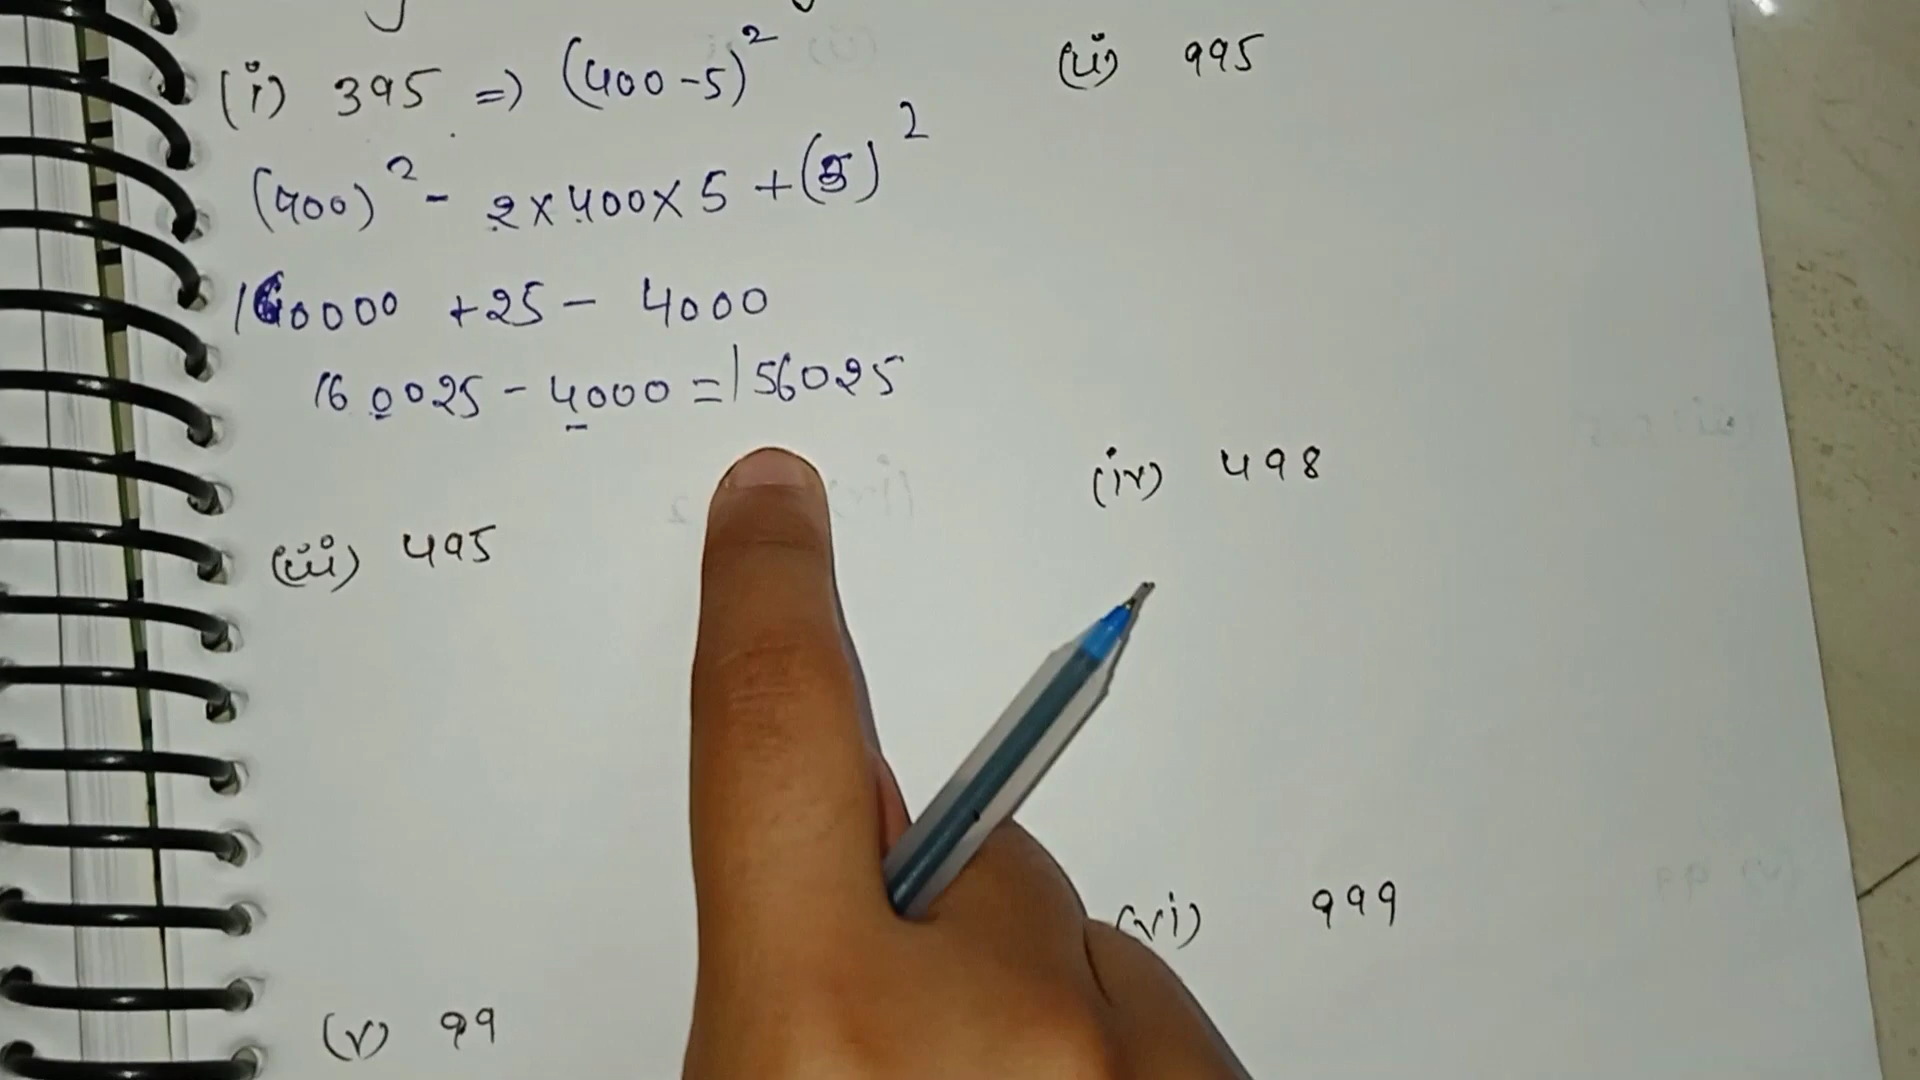 (i) 395 => (400-5)²
(400)² - 2×400×5 + (5)²
160000 +25 - 4000
160025 - 4000 = 156025
(ii) 995
(iii) 495
(iv) 498
(v) 99
(vi) 999